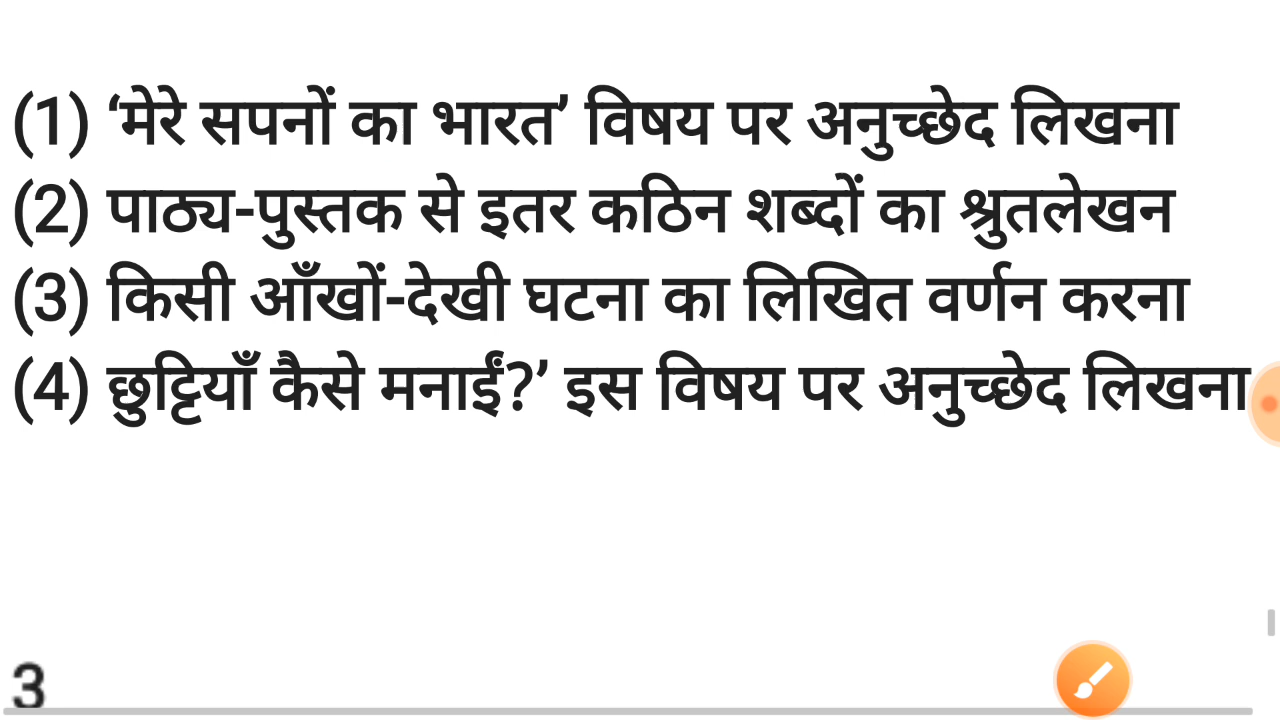 (1) ‘मेरे सपनों का भारत’ विषय पर अनुच्छेद लिखना
(2) पाठ्य-पुस्तक से इतर कठिन शब्दों का श्रुतलेखन
(3) किसी आँखों-देखी घटना का लिखित वर्णन करना
(4) छुट्टियाँ कैसे मनाईं?’ इस विषय पर अनुच्छेद लिखना
3